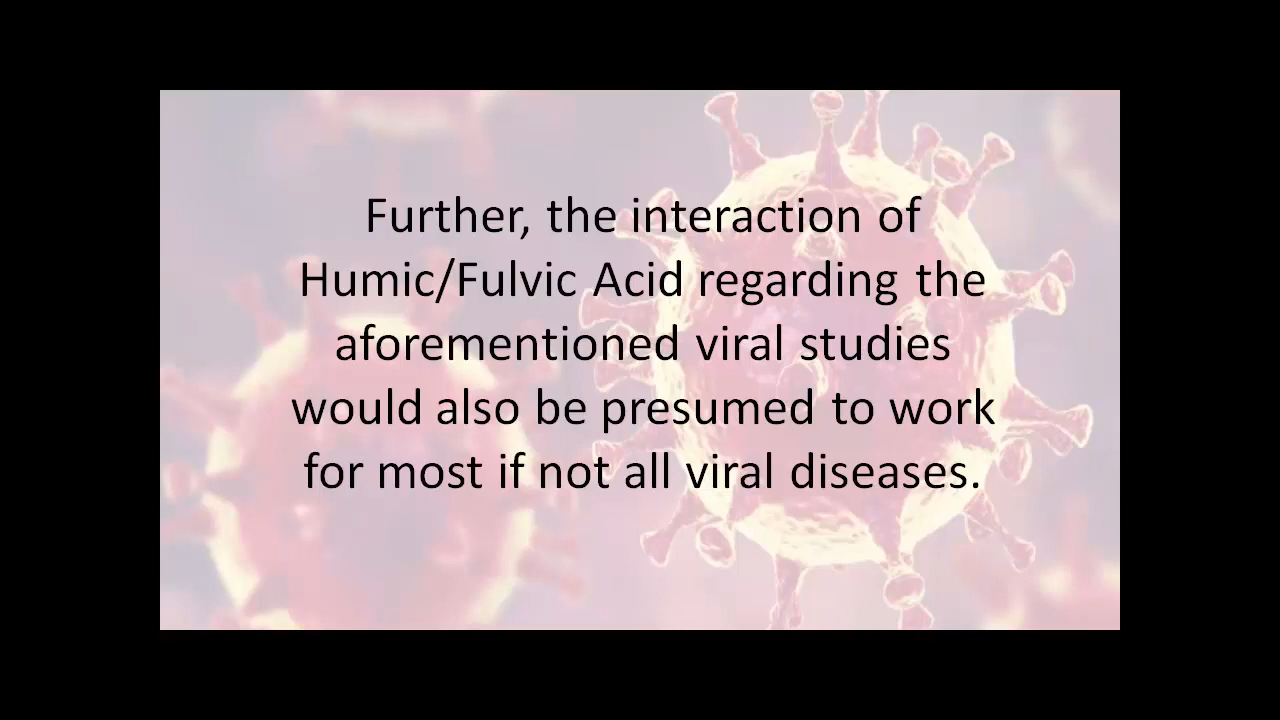 Further, the interaction of
Humic/Fulvic Acid regarding the
aforementioned viral studies
would also be presumed to work
for most if not all viral diseases.